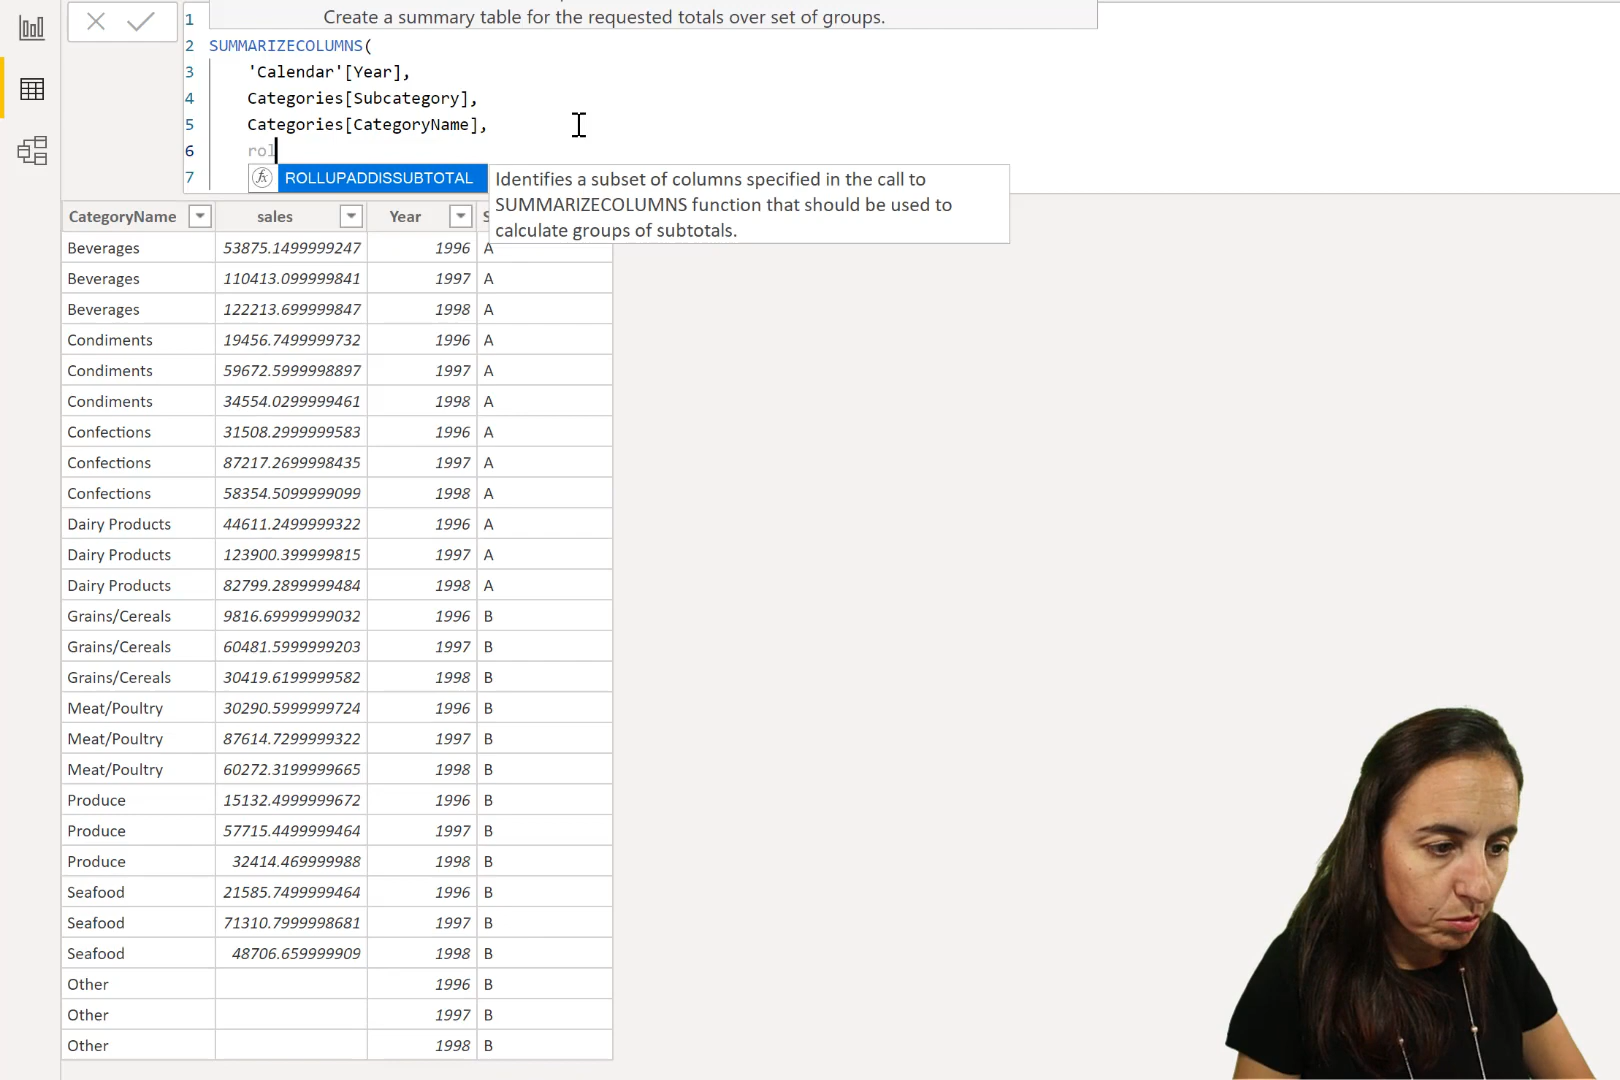 Create a summary table for the requested totals over set of groups.
1
2 SUMMARIZECOLUMNS(
3 'Calendar'[Year],
4 Categories[Subcategory],
5 Categories[CategoryName],
6 rol
7
ROLLUPADDISSUBTOTAL
Identifies a subset of columns specified in the call to
SUMMARIZECOLUMNS function that should be used to
calculate groups of subtotals.
CategoryName sales Year S
Beverages 53875.1499999247 1996 A
Beverages 110413.099999841 1997 A
Beverages 122213.699999847 1998 A
Condiments 19456.7499999732 1996 A
Condiments 59672.5999998897 1997 A
Condiments 34554.0299999461 1998 A
Confections 31508.2999999583 1996 A
Confections 87217.2699998435 1997 A
Confections 58354.5099999099 1998 A
Dairy Products 44611.2499999322 1996 A
Dairy Products 123900.399999815 1997 A
Dairy Products 82799.2899999484 1998 A
Grains/Cereals 9816.69999999032 1996 B
Grains/Cereals 60481.5999999203 1997 B
Grains/Cereals 30419.6199999582 1998 B
Meat/Poultry 30290.5999999724 1996 B
Meat/Poultry 87614.7299999322 1997 B
Meat/Poultry 60272.3199999665 1998 B
Produce 15132.4999999672 1996 B
Produce 57715.4499999464 1997 B
Produce 32414.469999988 1998 B
Seafood 21585.7499999464 1996 B
Seafood 71310.7999998681 1997 B
Seafood 48706.659999909 1998 B
Other 1996 B
Other 1997 B
Other 1998 B